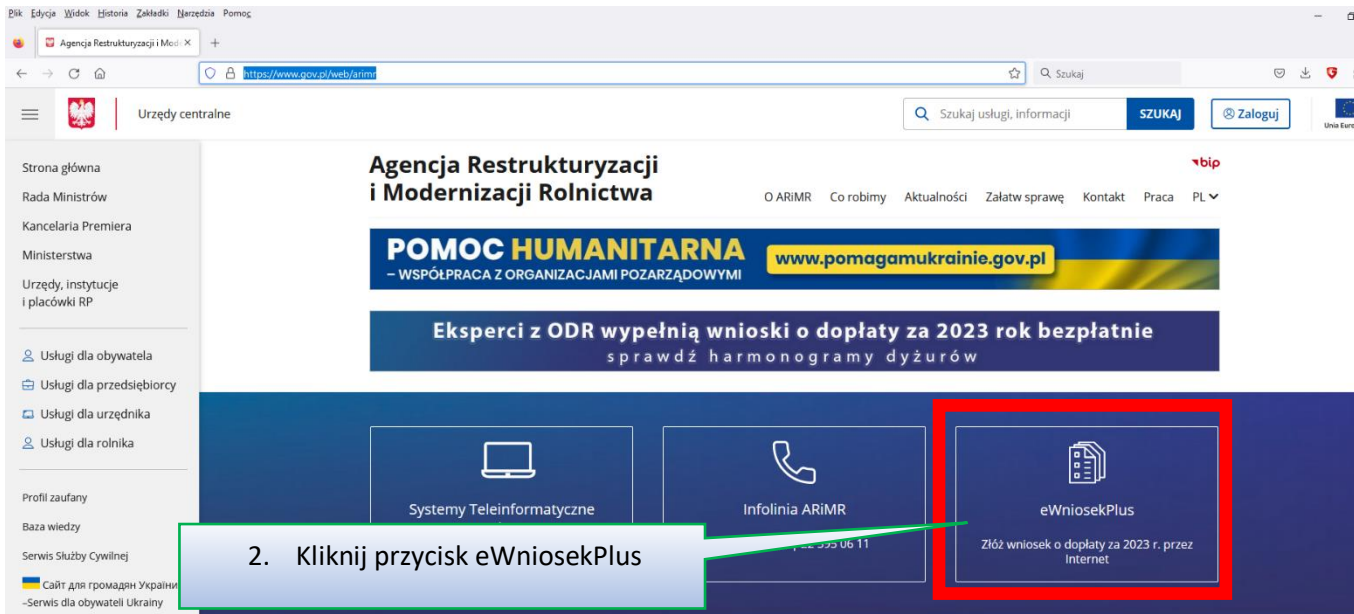 Plik Edycja Widok Historia Zakładki Narzędzia Pomoc
Agencja Restrukturyzacji i Mode
https://www.gov.pl/web/arimr
Szukaj
Urzędy centralne
Szukaj usługi, informacji
SZUKAJ
Zaloguj
Strona główna
Rada Ministrów
Kancelaria Premiera
Ministerstwa
Urzędy, instytucje
i placówki RP
Usługi dla obywatela
Usługi dla przedsiębiorcy
Usługi dla urzędnika
Usługi dla rolnika
Profil zaufany
Baza wiedzy
Serwis Służby Cywilnej
Сайт для громадян України
–Serwis dla obywateli Ukrainy
Agencja Restrukturyzacji
i Modernizacji Rolnictwa
bip
O ARiMR Co robimy Aktualności Załatw sprawę Kontakt Praca PL
POMOC HUMANITARNA
– WSPÓŁPRACA Z ORGANIZACJAMI POZARZĄDOWYMI
www.pomagamukrainie.gov.pl
Eksperci z ODR wypełnią wnioski o dopłaty za 2023 rok bezpłatnie
sprawdź harmonogramy dyżurów
Systemy Teleinformatyczne
Infolinia ARiMR
06 11
eWniosekPlus
Złóż wniosek o dopłaty za 2023 r. przez
Internet
2. Kliknij przycisk eWniosekPlus